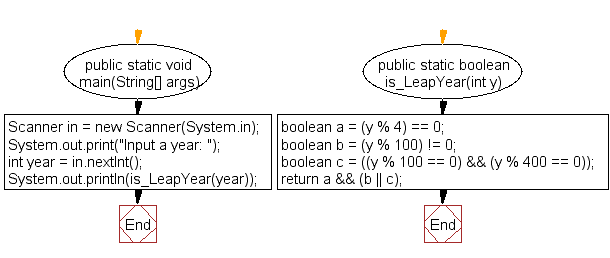 public static void
main(String[] args)
Scanner in = new Scanner(System.in);
System.out.print("Input a year: ");
int year = in.nextInt();
System.out.println(is_LeapYear(year));
End
public static boolean
is_LeapYear(int y)
boolean a = (y % 4) == 0;
boolean b = (y % 100) != 0;
boolean c = ((y % 100 == 0) && (y % 400 == 0));
return a && (b || c);
End